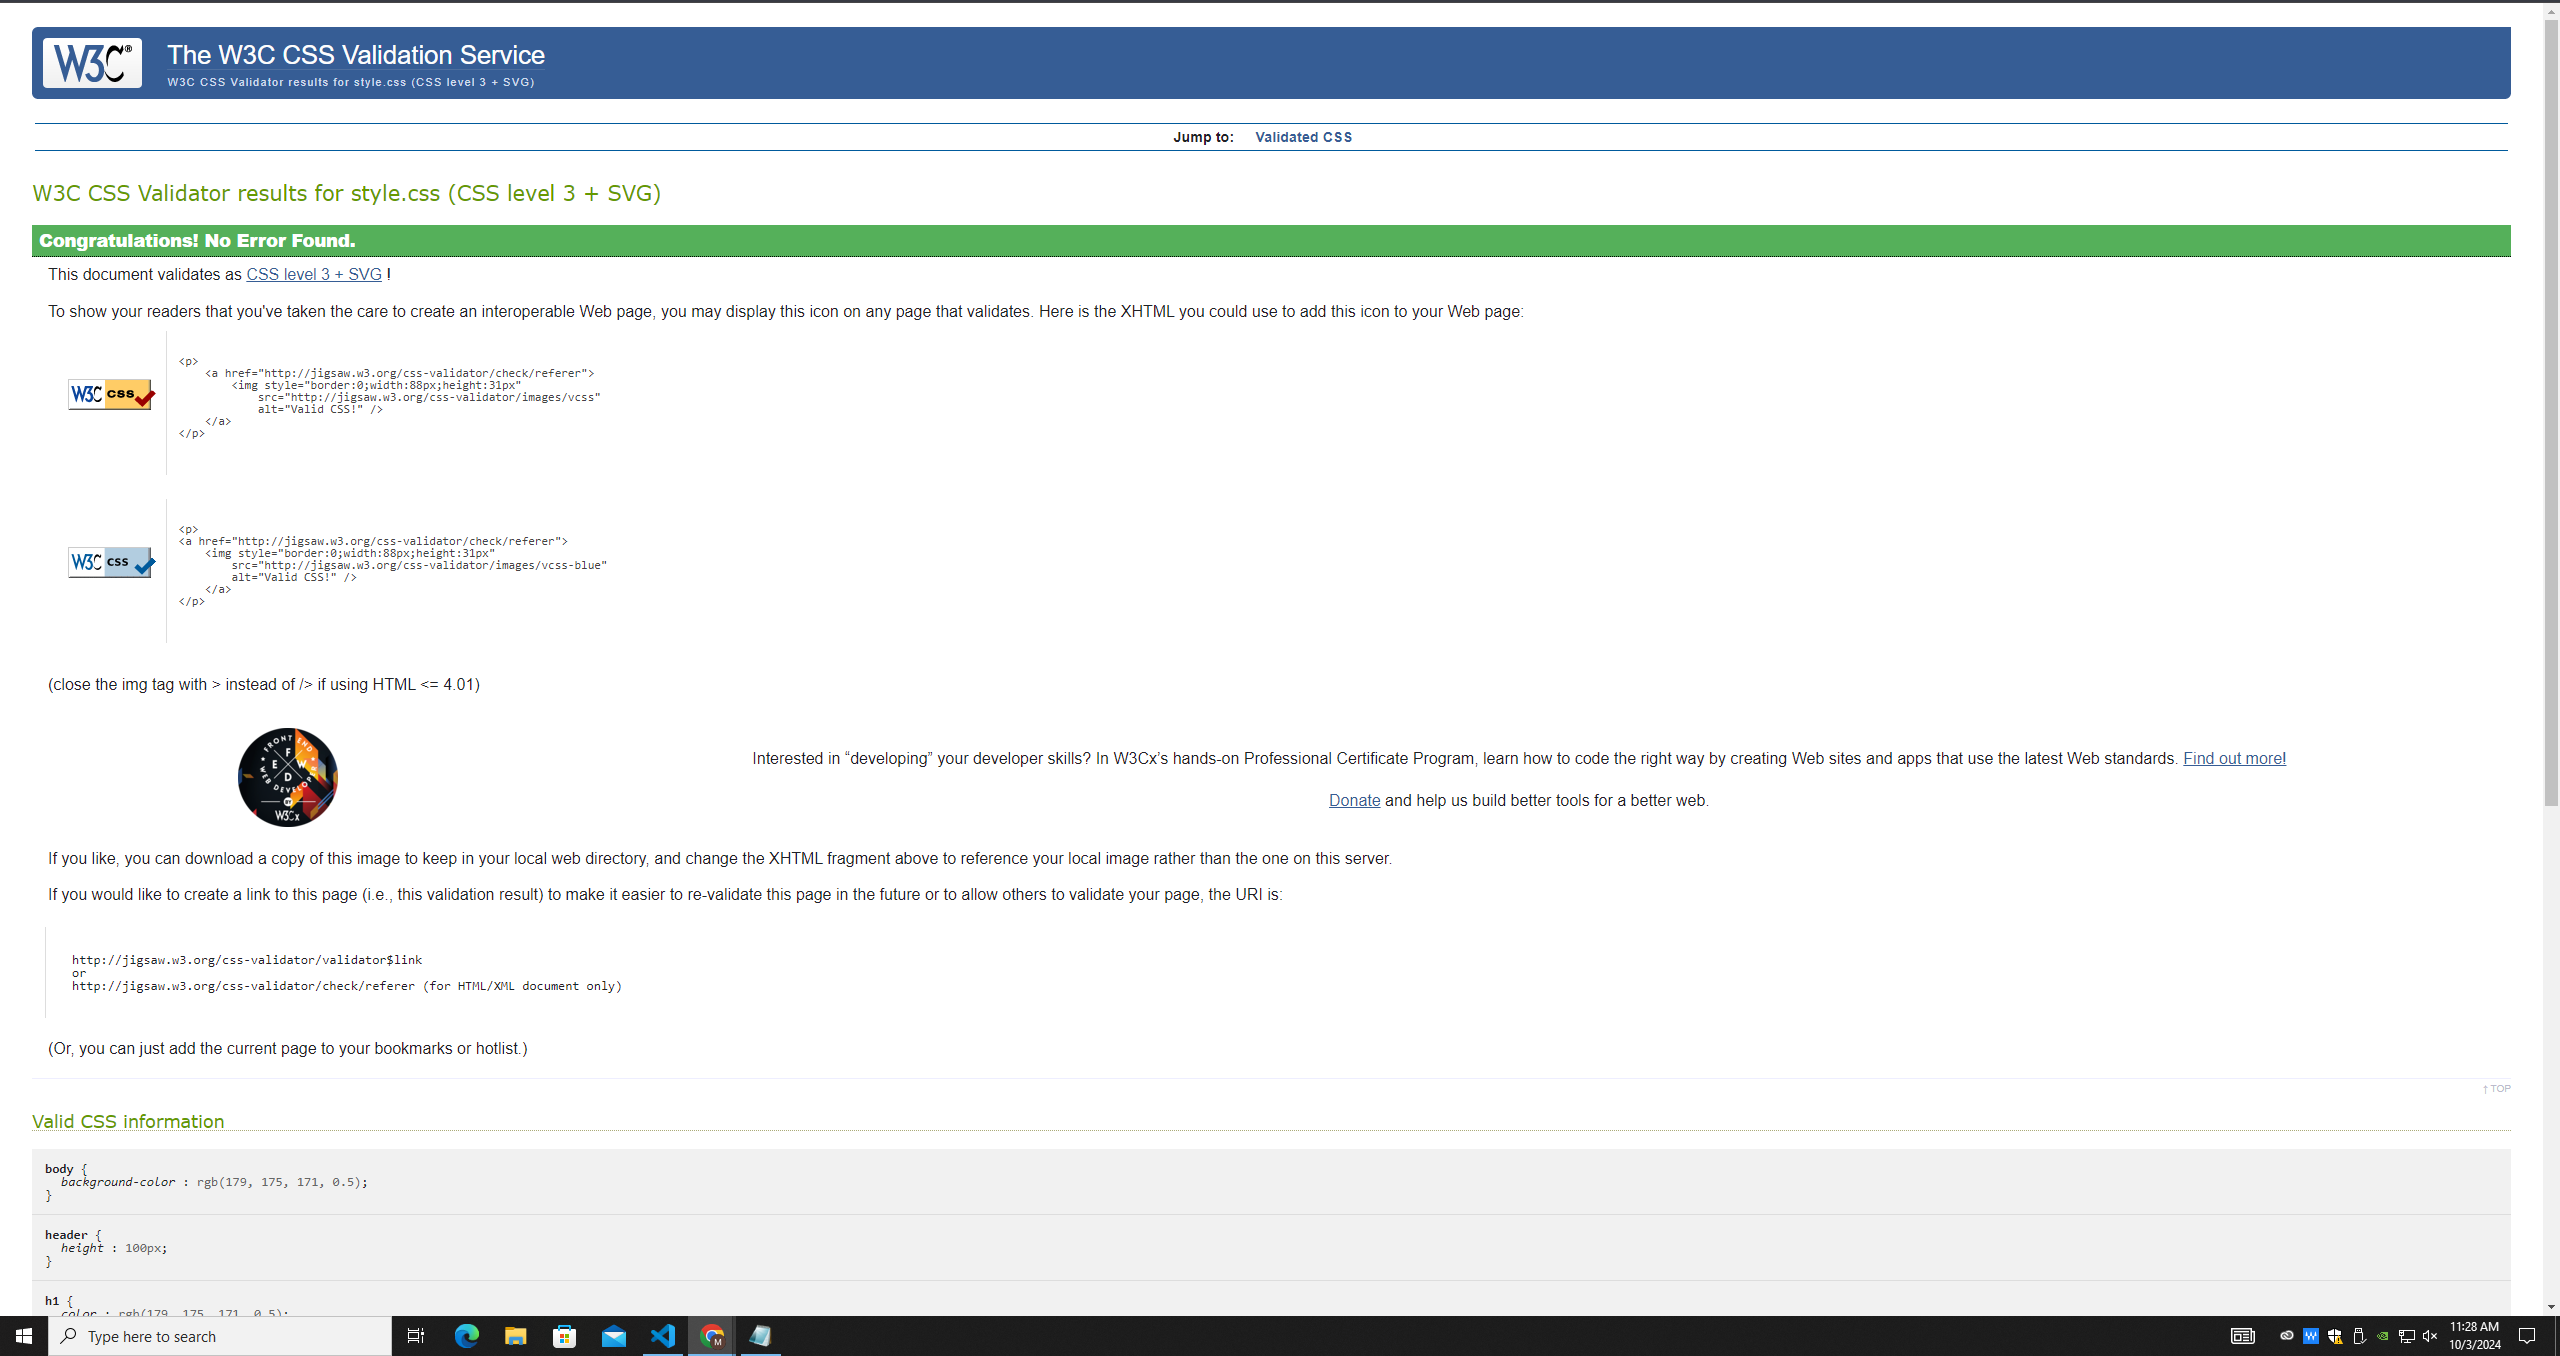 W3C®
The W3C CSS Validation Service
W3C CSS Validator results for style.css (CSS level 3 + SVG)
Jump to: Validated CSS
W3C CSS Validator results for style.css (CSS level 3 + SVG)
Congratulations! No Error Found.
This document validates as CSS level 3 + SVG !
To show your readers that you've taken the care to create an interoperable Web page, you may display this icon on any page that validates. Here is the XHTML you could use to add this icon to your Web page:
W3C css
<p>
<a href="http://jigsaw.w3.org/css-validator/check/referer">
<img style="border:0;width:88px;height:31px"
src="http://jigsaw.w3.org/css-validator/images/vcss"
alt="Valid CSS!" />
</a>
</p>
W3C css
<p>
<a href="http://jigsaw.w3.org/css-validator/check/referer">
<img style="border:0;width:88px;height:31px"
src="http://jigsaw.w3.org/css-validator/images/vcss-blue"
alt="Valid CSS!" />
</a>
</p>
(close the img tag with > instead of /> if using HTML <= 4.01)
FRONT END
F
E W
D
WEB DEVELOPER
BY
W3Cx
Interested in “developing” your developer skills? In W3Cx’s hands-on Professional Certificate Program, learn how to code the right way by creating Web sites and apps that use the latest Web standards. Find out more!
Donate and help us build better tools for a better web.
If you like, you can download a copy of this image to keep in your local web directory, and change the XHTML fragment above to reference your local image rather than the one on this server.
If you would like to create a link to this page (i.e., this validation result) to make it easier to re-validate this page in the future or to allow others to validate your page, the URI is:
http://jigsaw.w3.org/css-validator/validator$link
or
http://jigsaw.w3.org/css-validator/check/referer (for HTML/XML document only)
(Or, you can just add the current page to your bookmarks or hotlist.)
↑ TOP
Valid CSS information
body {
background-color : rgb(179, 175, 171, 0.5);
}
header {
height : 100px;
}
h1 {
color : rgb(179, 175, 171, 0.5);
Type here to search
M
W
11:28 AM
10/3/2024